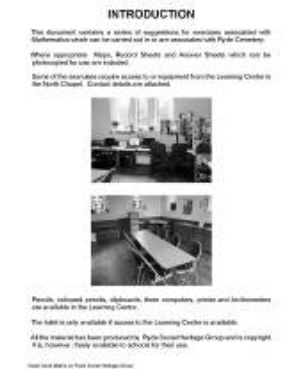 INTRODUCTION
This document contains a series of suggestions for exercises associated with
Mathematics which can be carried out in or are associated with Ryde Cemetery.
Where appropriate Maps, Record Sheets and Answer Sheets which can be
photocopied for use are included.
Some of the exercises require access to or equipment from the Learning Centre in
the North Chapel. Contact details are attached.
Pencils, coloured pencils, clipboards, three computers, printer and
are available in the Learning Centre.
The toilet is only available if access to the Learning Centre is available.
All the material has been produced by Ryde Social Heritage Group and is copyright.
It is, however, freely available to schools for their use.
Ryde Social Heritage Group